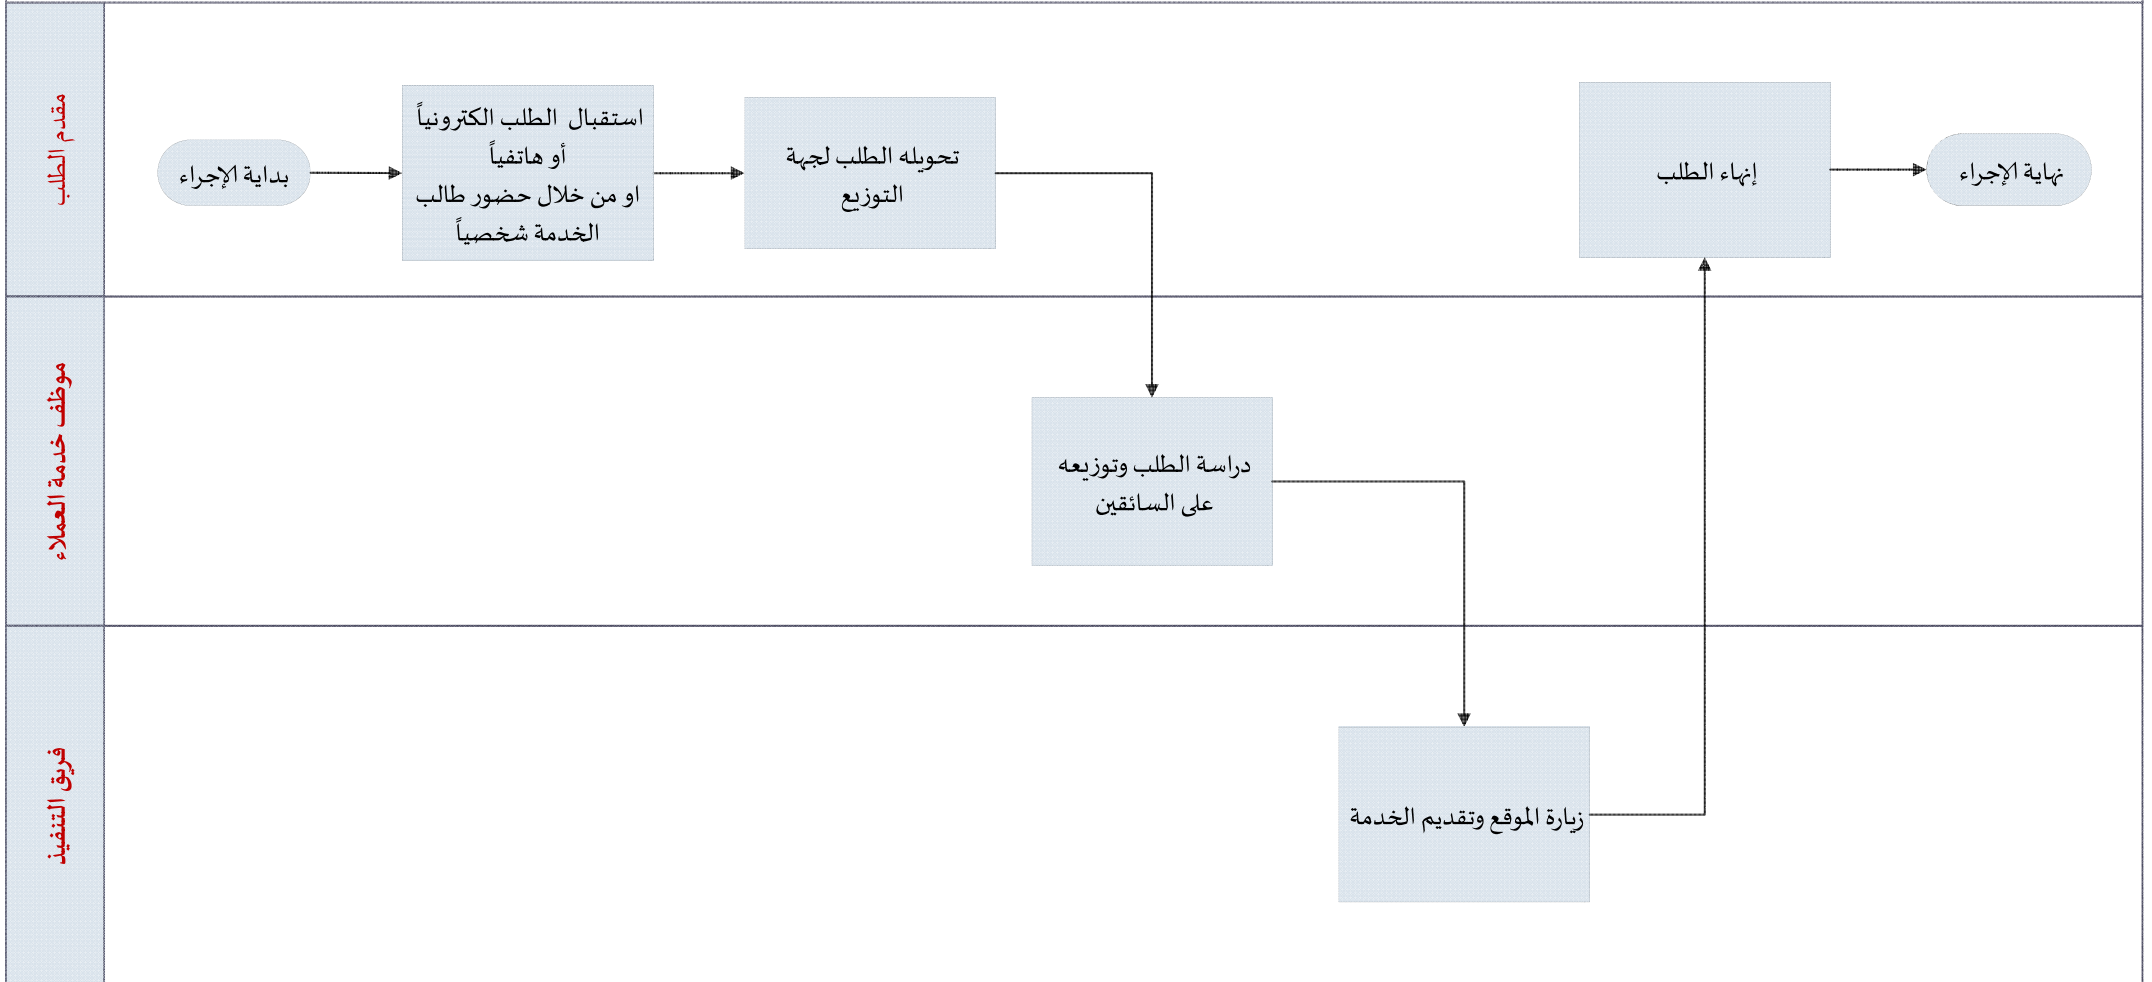 مقدم الطلب
بداية الإجراء
استقبال الطلب الكترونياً
أو هاتفياً
او من خلال حضور طالب
الخدمة شخصياً
تحويله الطلب لجهة
التوزيع
إنهاء الطلب
نهاية الإجراء
موظف خدمة العملاء
دراسة الطلب وتوزيعه
على السائقين
فريق التنفيذ
زيارة الموقع وتقديم الخدمة